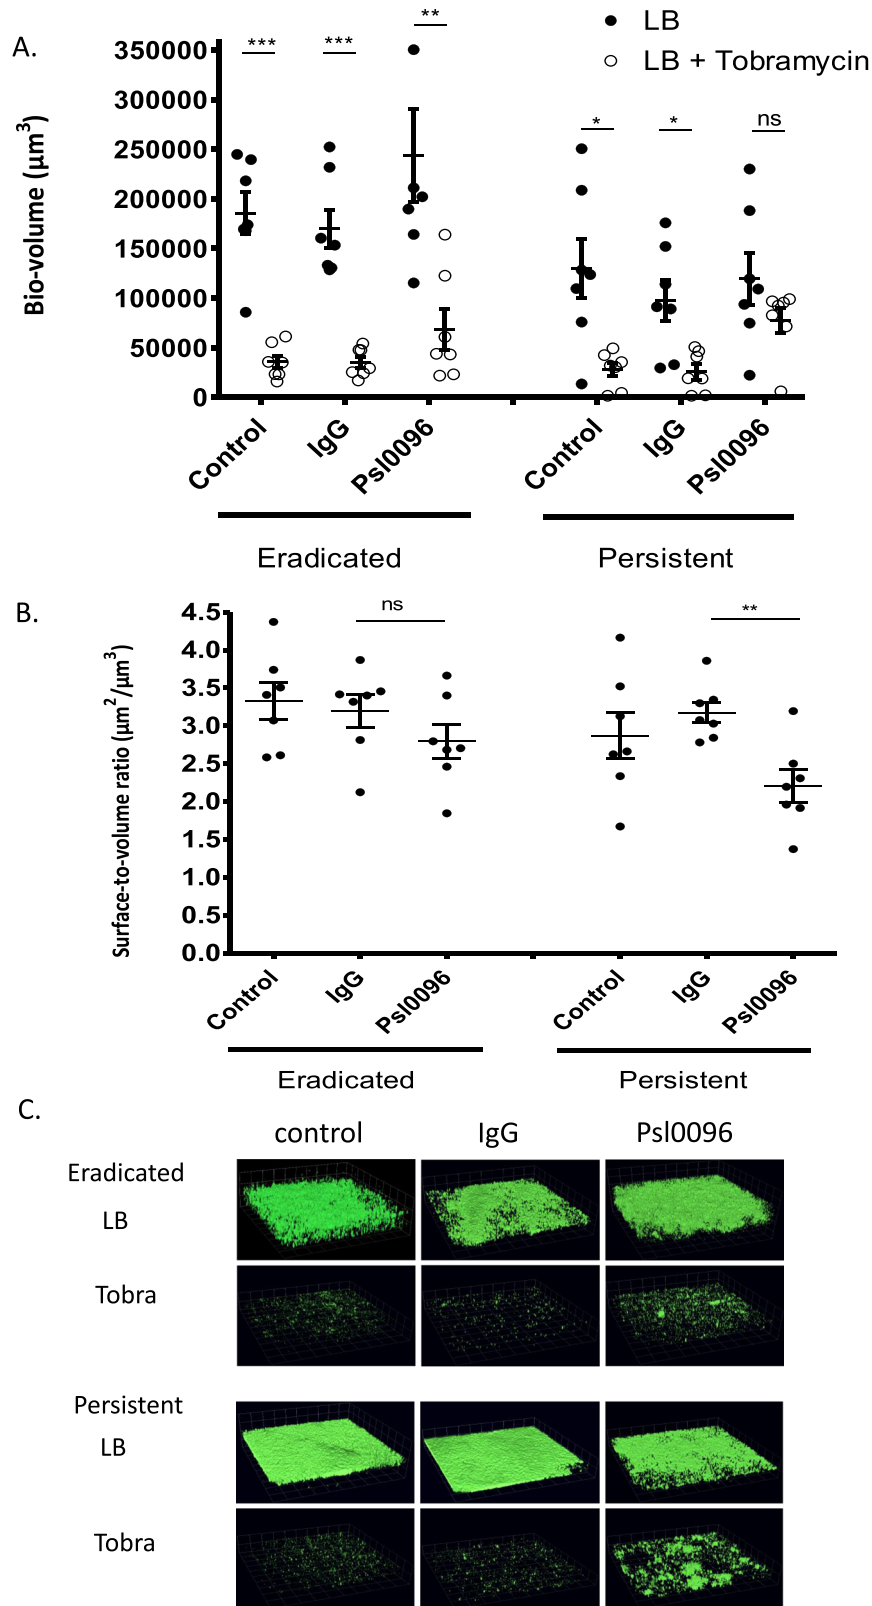 A.
*** *** **
● LB
○ LB + Tobramycin
* * ns
Bio-volume (µm³)
350000
300000
250000
200000
150000
100000
50000
0
Control IgG Psl0096 Control IgG Psl0096
Eradicated Persistent
B.
ns **
Surface-to-volume ratio (µm²/µm³)
4.5
4.0
3.5
3.0
2.5
2.0
1.5
1.0
0.5
0.0
Control IgG Psl0096 Control IgG Psl0096
Eradicated Persistent
C.
control IgG Psl0096
Eradicated
LB
Tobra
Persistent
LB
Tobra